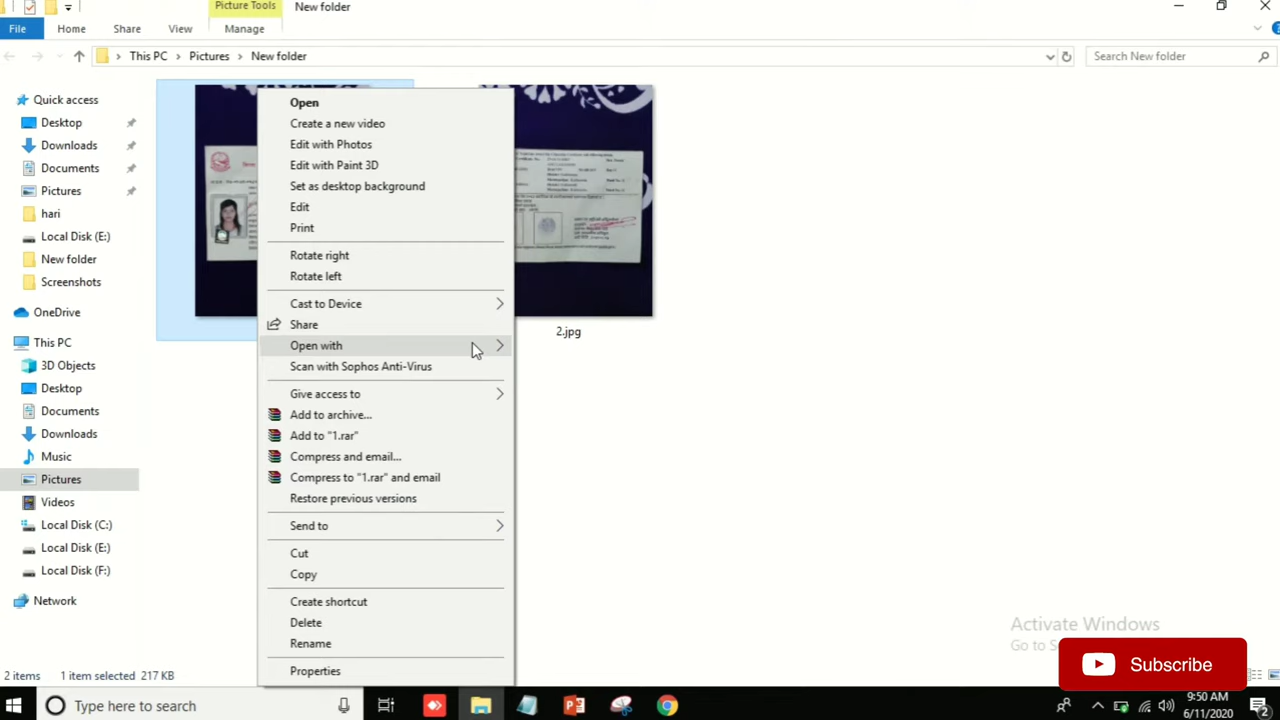 Picture Tools
New folder
File
Home
Share
View
Manage
This PC
Pictures
New folder
Search New folder
Quick access
Desktop
Downloads
Documents
Pictures
hari
Local Disk (E:)
New folder
Screenshots
OneDrive
This PC
3D Objects
Desktop
Documents
Downloads
Music
Pictures
Videos
Local Disk (C:)
Local Disk (E:)
Local Disk (F:)
Network
Open
Create a new video
Edit with Photos
Edit with Paint 3D
Set as desktop background
Edit
Print
Rotate right
Rotate left
Cast to Device
Share
Open with
Scan with Sophos Anti-Virus
Give access to
Add to archive...
Add to "1.rar"
Compress and email...
Compress to "1.rar" and email
Restore previous versions
Send to
Cut
Copy
Create shortcut
Delete
Rename
Properties
2.jpg
Activate Windows
Go to S
Subscribe
2 items
1 item selected 217 KB
Type here to search
9:50 AM
6/11/2020
2